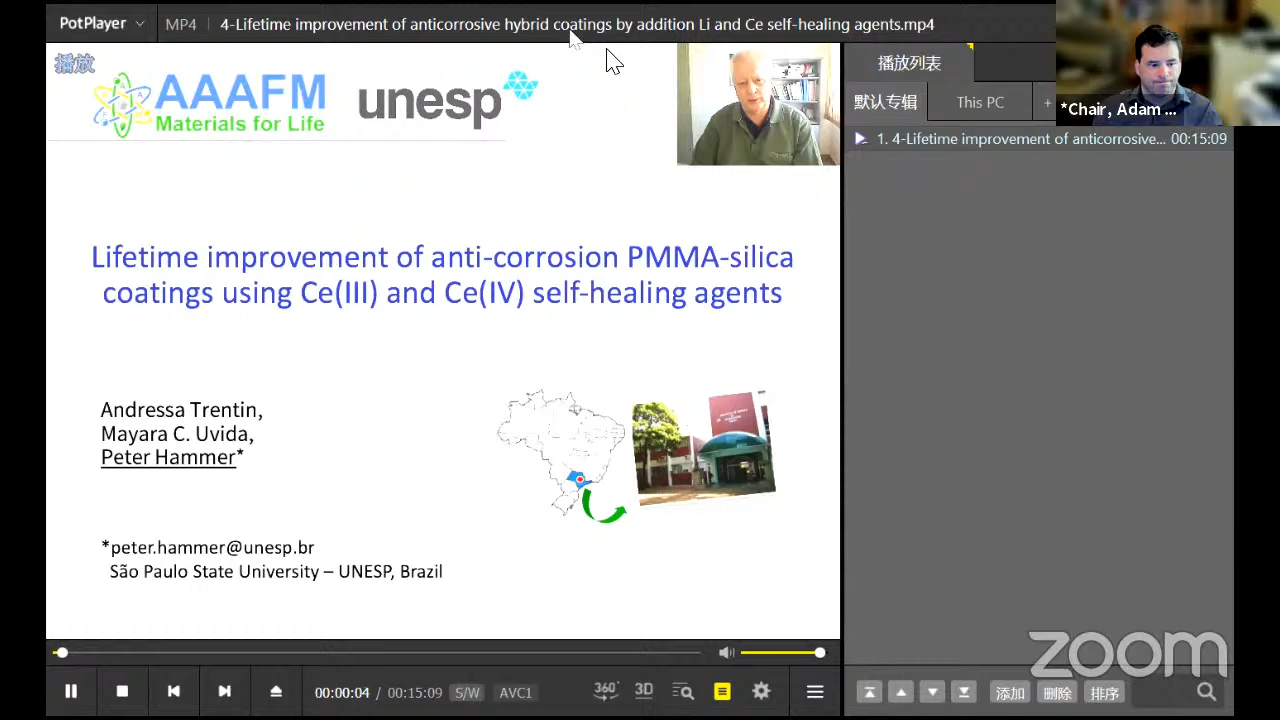 PotPlayer
MP4
4-Lifetime improvement of anticorrosive hybrid coatings by addition Li and Ce self-healing agents.mp4
播放
AAAFM
Materials for Life
unesp
Lifetime improvement of anti-corrosion PMMA-silica
coatings using Ce(III) and Ce(IV) self-healing agents
Andressa Trentin,
Mayara C. Uvida,
Peter Hammer*
*peter.hammer@unesp.br
São Paulo State University – UNESP, Brazil
*Chair, Adam ...
播放列表
默认专辑
This PC
+
1. 4-Lifetime improvement of anticorrosive... 00:15:09
zoom
00:00:04 / 00:15:09
S/W
AVC1
360°
3D
添加
删除
排序